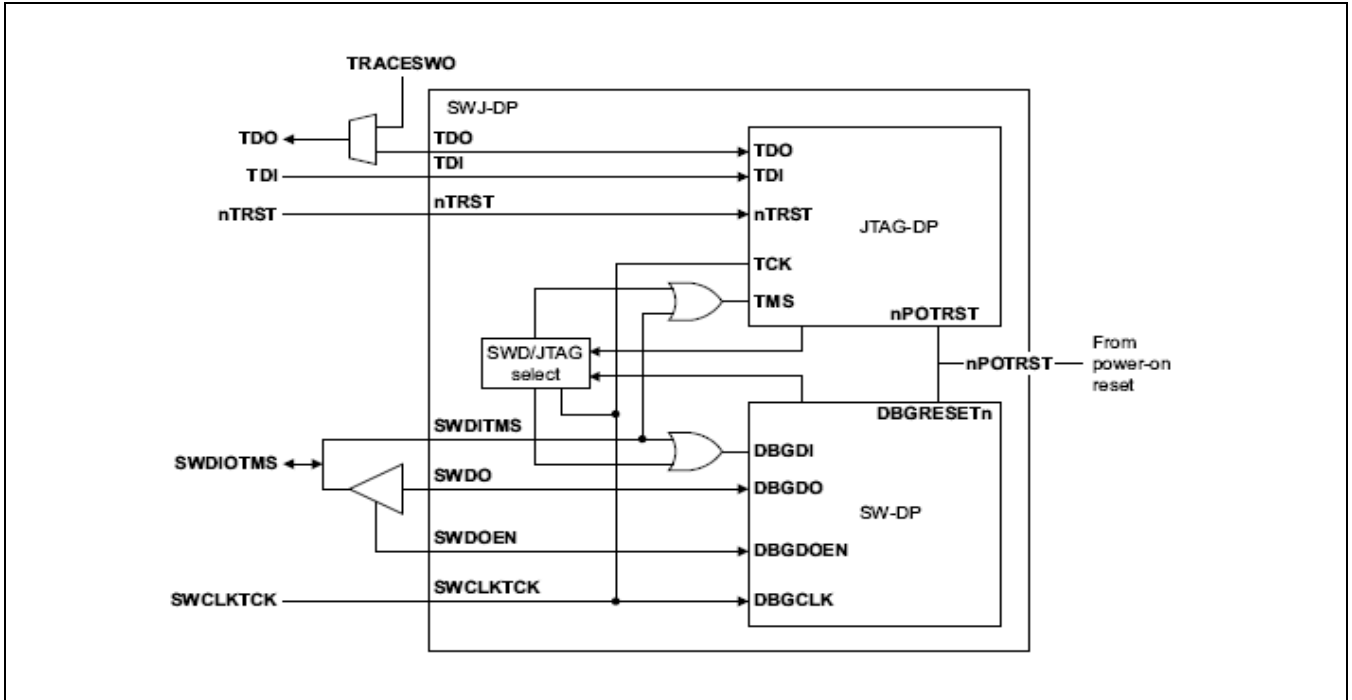 TRACESWO
SWJ-DP
TDO
TDO
TDO
TDI
TDI
TDI
nTRST
nTRST
nTRST
JTAG-DP
TCK
TMS
nPOTRST
SWD/JTAG
select
nPOTRST
From
power-on
reset
DBGRESETn
SWDITMS
DBGDI
SWDIOTMS
SWDO
DBGDO
SW-DP
SWDOEN
DBGDOEN
SWCLKTCK
SWCLKTCK
DBGCLK